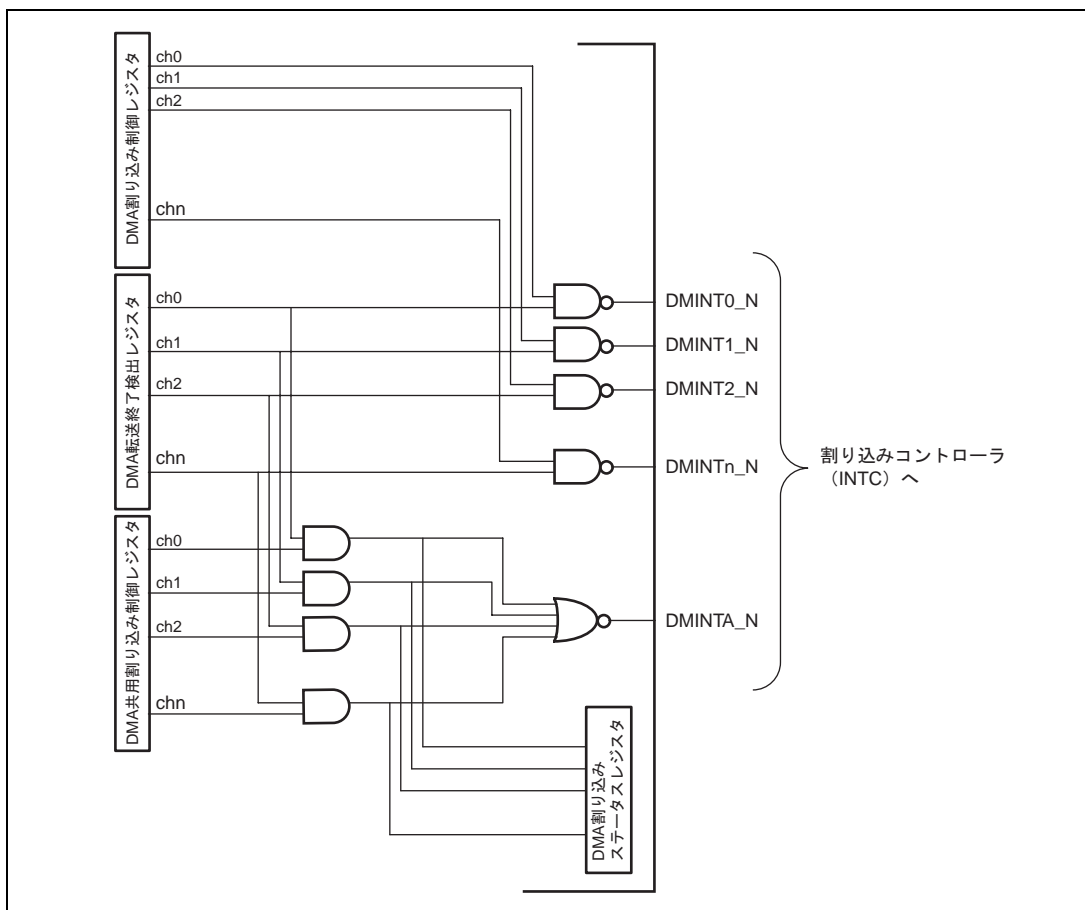 DMA割り込み制御レジスタ
ch0
ch1
ch2
chn
DMA転送終了検出レジスタ
ch0
ch1
ch2
chn
DMA共用割り込み制御レジスタ
ch0
ch1
ch2
chn
DMINT0_N
DMINT1_N
DMINT2_N
DMINTn_N
DMINTA_N
割り込みコントローラ
（INTC）へ
DMA割り込み
ステータスレジスタ